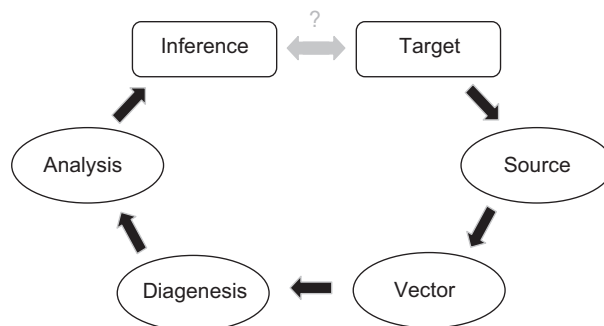 ?
Inference
Target
Analysis
Source
Diagenesis
Vector